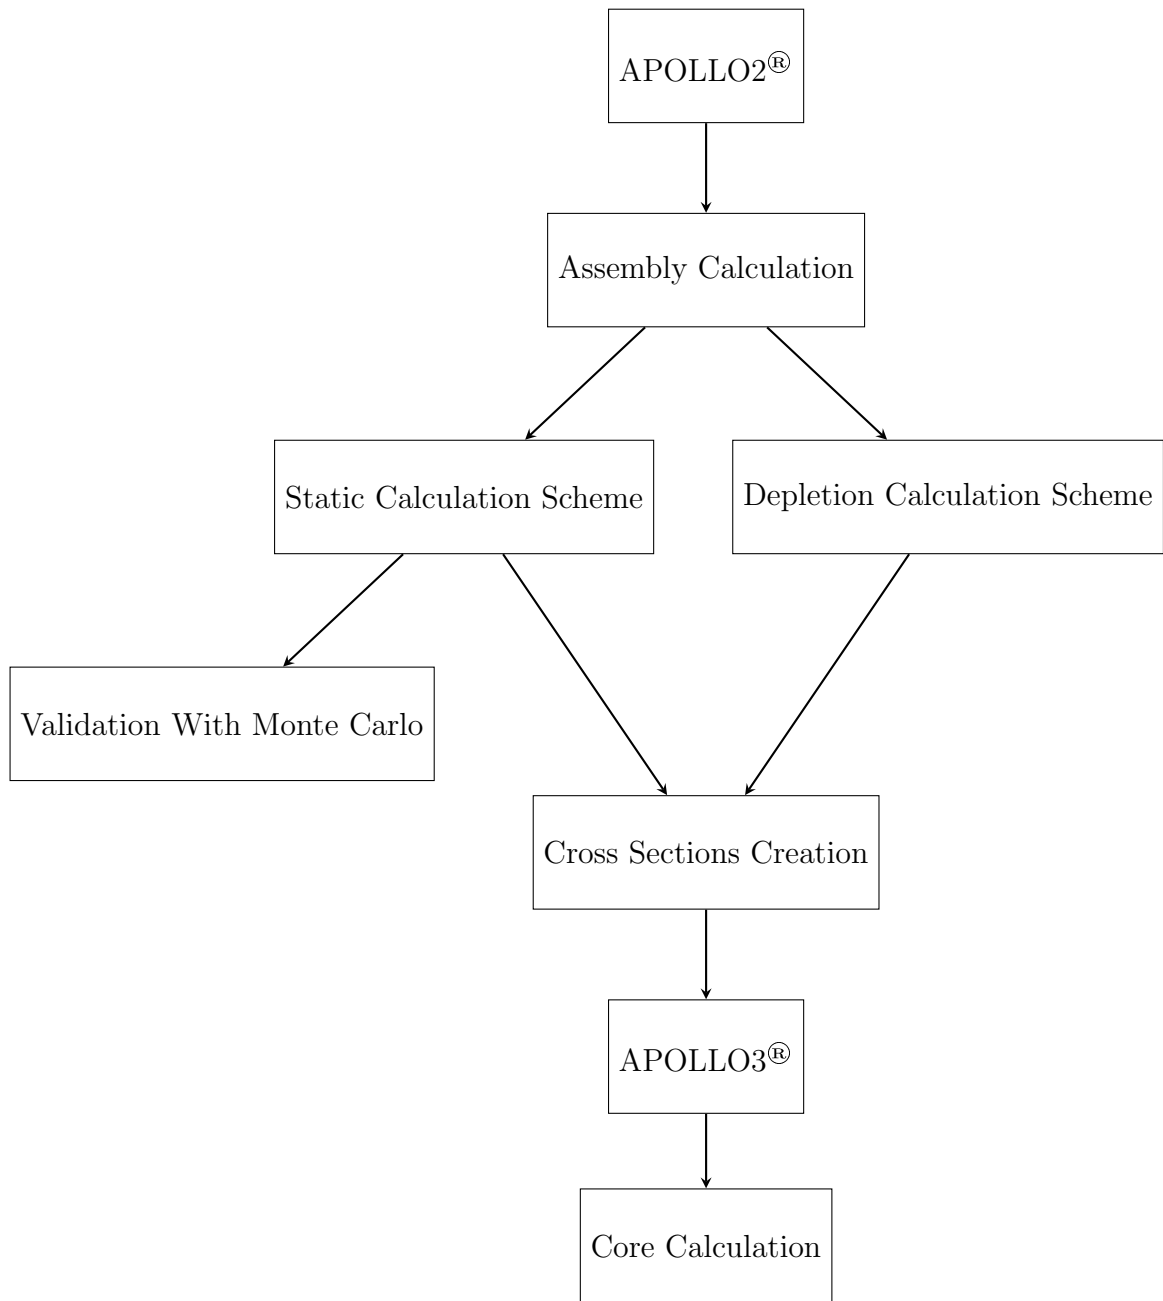 APOLLO2®
Assembly Calculation
Static Calculation Scheme
Depletion Calculation Scheme
Validation With Monte Carlo
Cross Sections Creation
APOLLO3®
Core Calculation